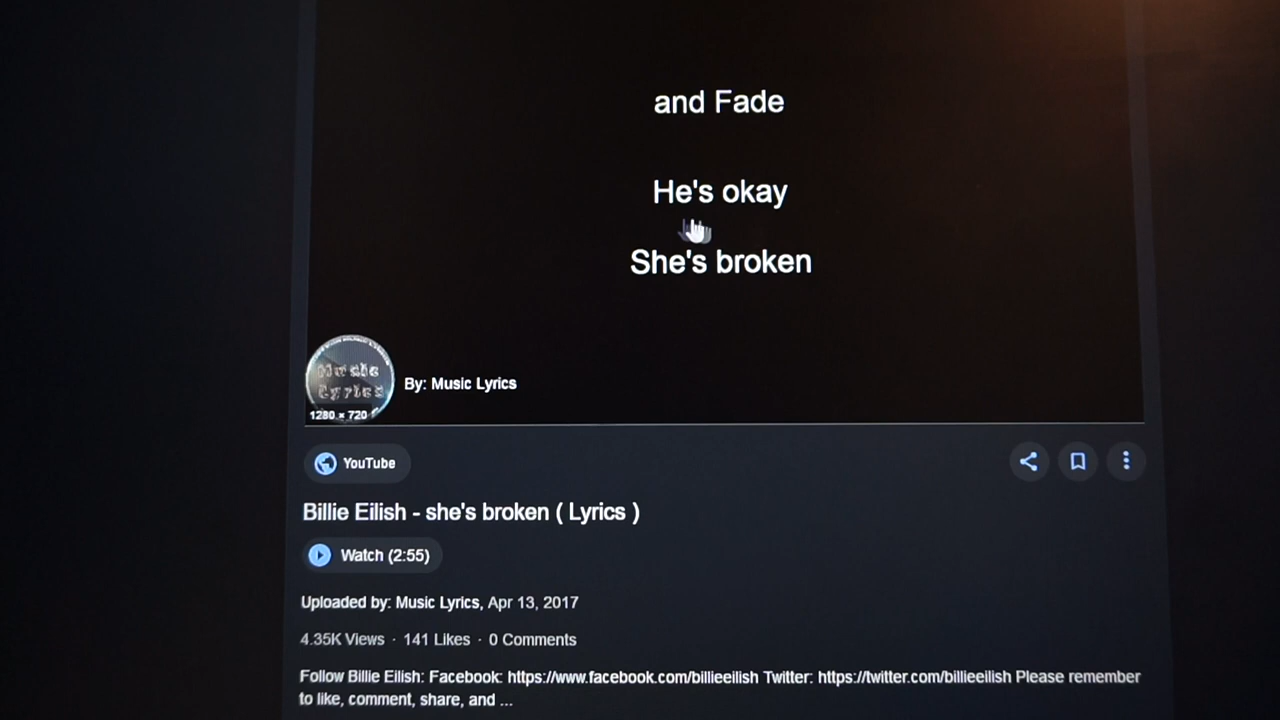 and Fade
He's okay
She's broken
Music
Lyrics
1280 × 720
By: Music Lyrics
YouTube
Billie Eilish - she's broken ( Lyrics )
Watch (2:55)
Uploaded by: Music Lyrics, Apr 13, 2017
4.35K Views · 141 Likes · 0 Comments
Follow Billie Eilish: Facebook: https://www.facebook.com/billieeilish Twitter: https://twitter.com/billieeilish Please remember
to like, comment, share, and ...